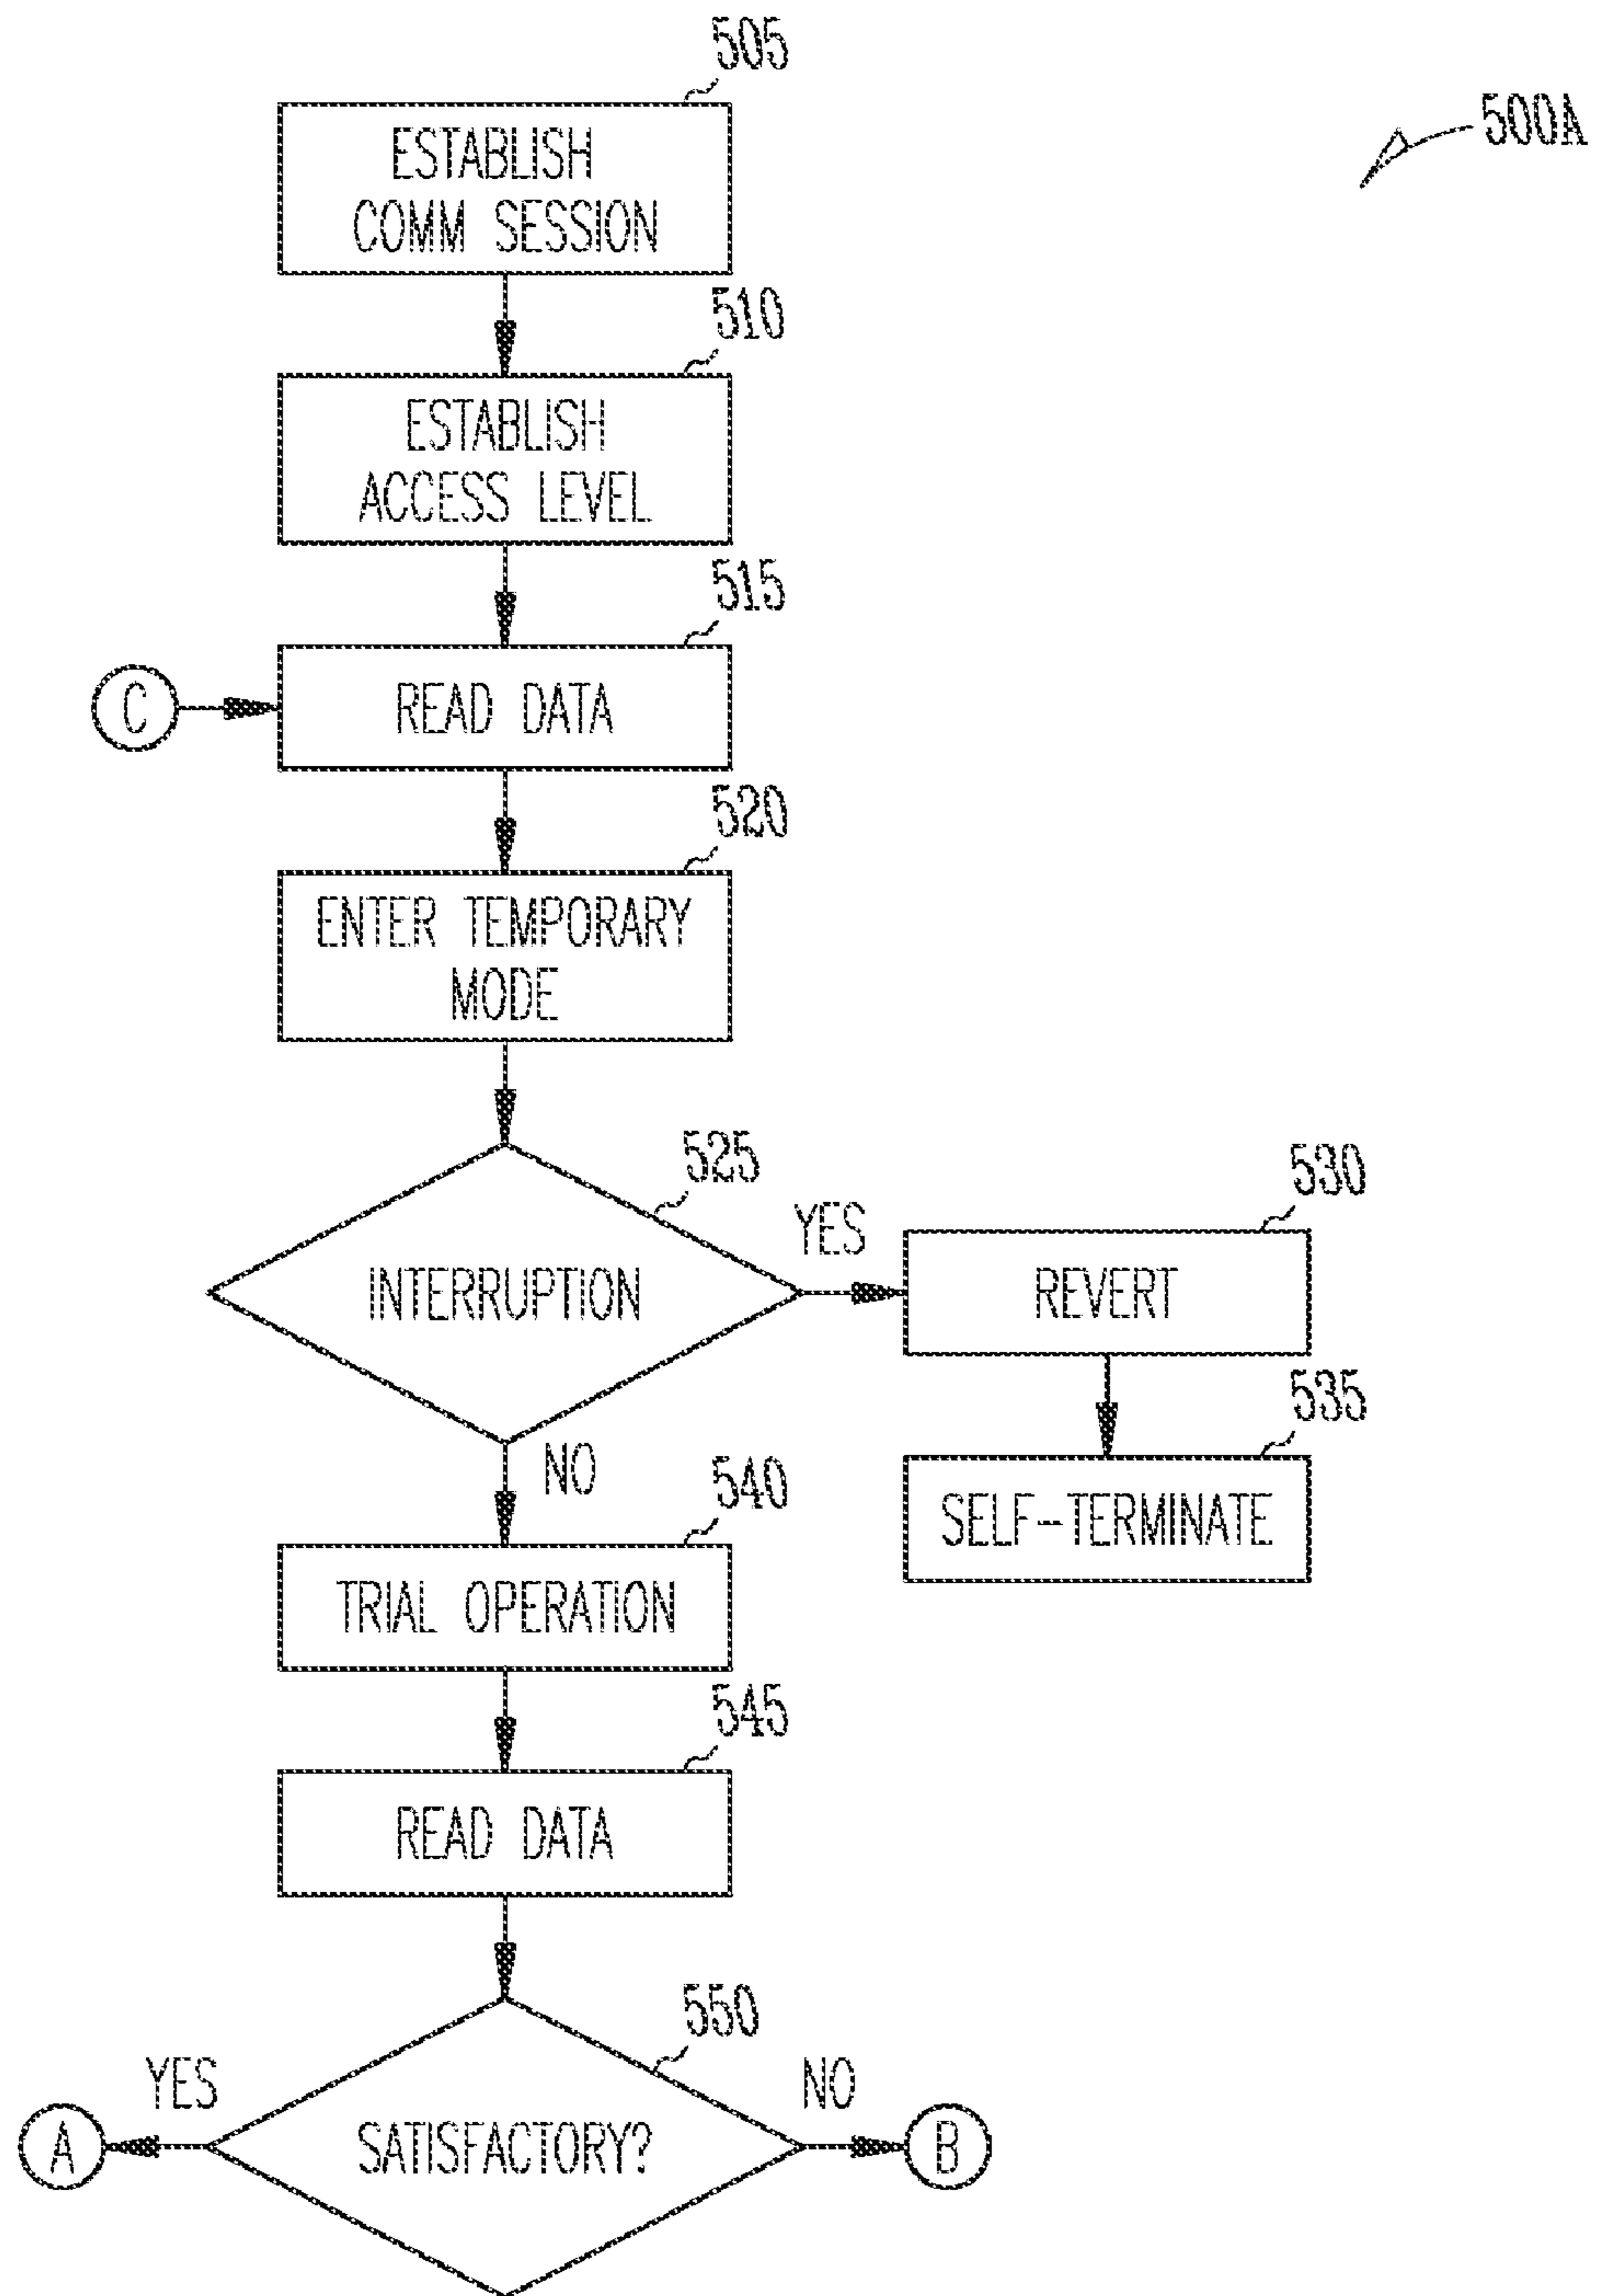 505
500A
ESTABLISH
COMM SESSION
510
ESTABLISH
ACCESS LEVEL
515
C
READ DATA
520
ENTER TEMPORARY
MODE
525
INTERRUPTION
YES
530
REVERT
535
SELF-TERMINATE
NO
540
TRIAL OPERATION
545
READ DATA
550
YES
NO
A
SATISFACTORY?
B